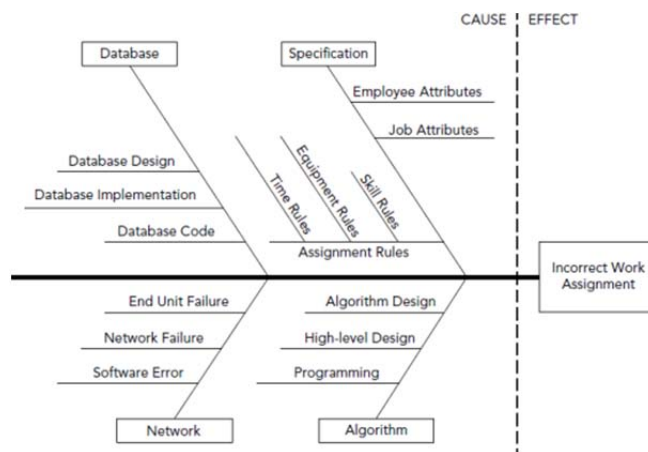 CAUSE EFFECT
Database
Specification
Employee Attributes
Job Attributes
Database Design
Database Implementation
Database Code
Time Rules
Equipment Rules
Skill Rules
Assignment Rules
Incorrect Work
Assignment
End Unit Failure
Network Failure
Software Error
Algorithm Design
High-level Design
Programming
Network
Algorithm